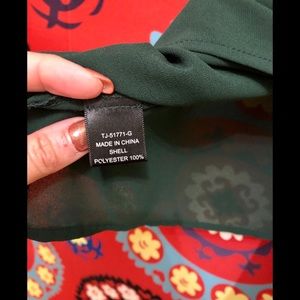 TJ-51771-G
MADE IN CHINA
SHELL
POLYESTER 100%